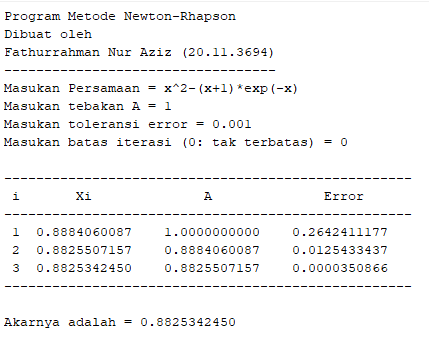 Program Metode Newton-Rhapson
Dibuat oleh
Fathurrahman Nur Aziz (20.11.3694)
----------------------------------
Masukan Persamaan = x^2-(x+1)*exp(-x)
Masukan tebakan A = 1
Masukan toleransi error = 0.001
Masukan batas iterasi (0: tak terbatas) = 0
---------------------------------------------------
i Xi A Error
---------------------------------------------------
1 0.8884060087 1.0000000000 0.2642411177
2 0.8825507157 0.8884060087 0.0125433437
3 0.8825342450 0.8825507157 0.0000350866
---------------------------------------------------
Akarnya adalah = 0.8825342450